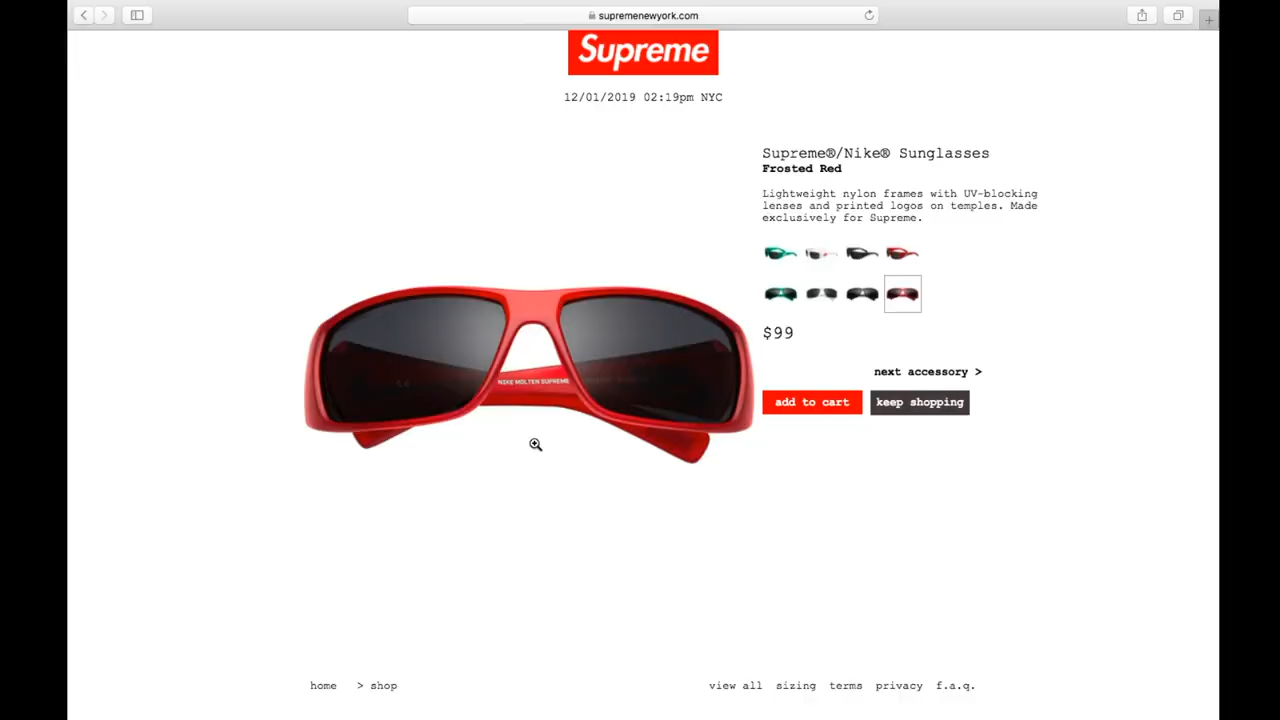 supremenewyork.com
Supreme
12/01/2019 02:19pm NYC
Supreme®/Nike® Sunglasses
Frosted Red
Lightweight nylon frames with UV-blocking
lenses and printed logos on temples. Made
exclusively for Supreme.
$99
next accessory >
add to cart
keep shopping
NIKE MOLTEN SUPREME
home > shop
view all sizing terms privacy f.a.q.